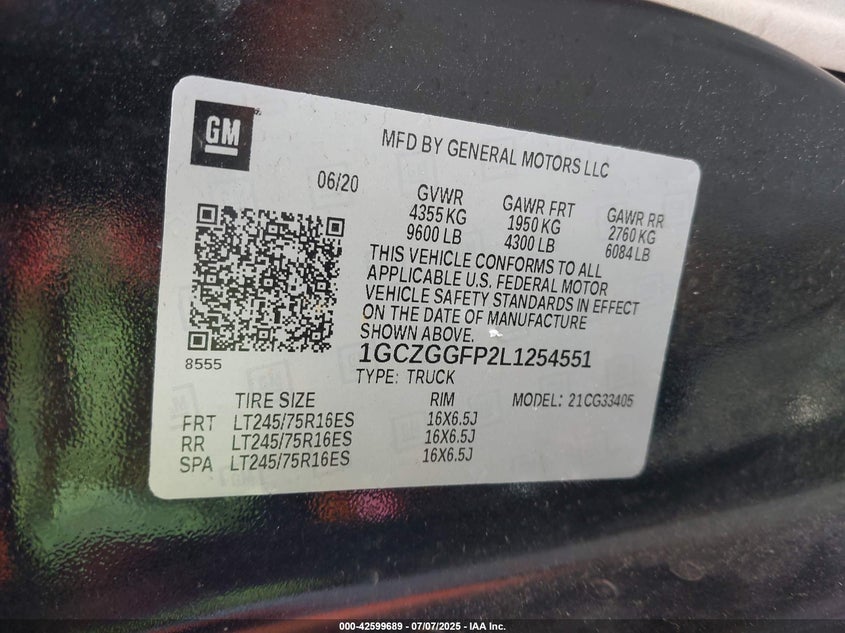 GM
MFD BY GENERAL MOTORS LLC
06/20
GVWR GAWR FRT GAWR RR
4355 KG 1950 KG 2760 KG
9600 LB 4300 LB 6084 LB
THIS VEHICLE CONFORMS TO ALL
APPLICABLE U.S. FEDERAL MOTOR
VEHICLE SAFETY STANDARDS IN EFFECT
ON THE DATE OF MANUFACTURE
SHOWN ABOVE.
8555
1GCZGGFP2L1254551
TYPE: TRUCK
TIRE SIZE RIM MODEL: 21CG33405
FRT LT245/75R16ES 16X6.5J
RR LT245/75R16ES 16X6.5J
SPA LT245/75R16ES 16X6.5J
000-42599689 - 07/07/2025 - IAA Inc.